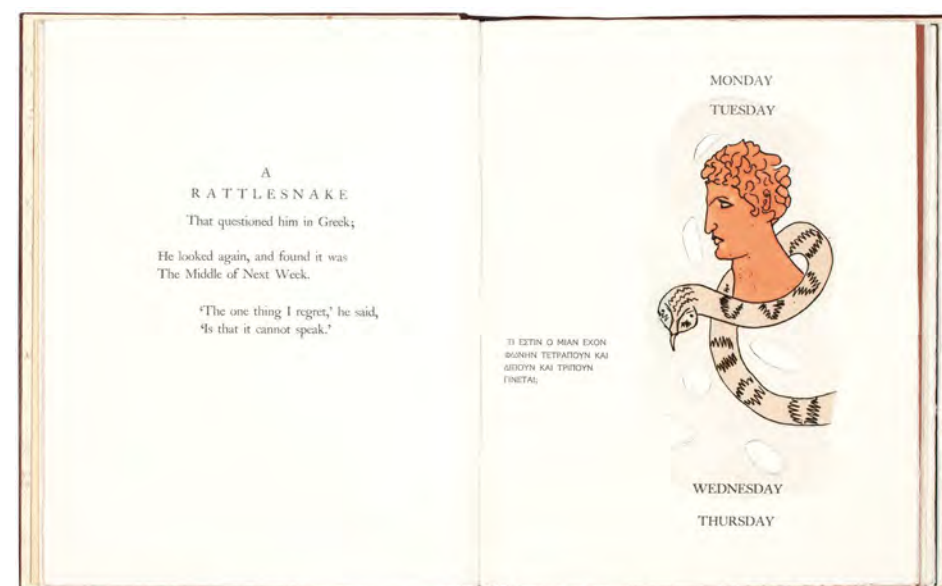 A
RATTLESNAKE
That questioned him in Greek;
He looked again, and found it was
The Middle of Next Week.
‘The one thing I regret,’ he said,
‘Is that it cannot speak.’
MONDAY
TUESDAY
ΤΙ ΕΣΤΙΝ Ο ΜΙΑΝ ΕΧΟΝ
ΦΩΝΗΝ ΤΕΤΡΑΠΟΥΝ ΚΑΙ
ΔΙΠΟΥΝ ΚΑΙ ΤΡΙΠΟΥΝ
ΓΙΝΕΤΑΙ;
WEDNESDAY
THURSDAY